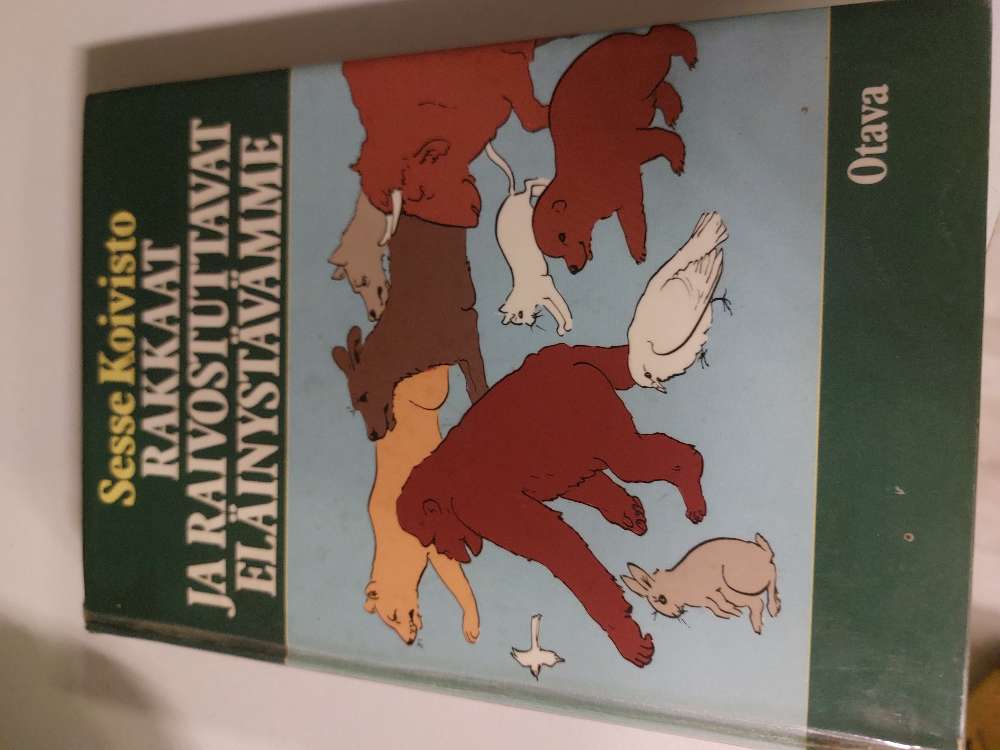 Sesse Koivisto
RAKKAAT
JA RAIVOSTUTTAVAT
ELÄINYSTÄVÄMME
Otava